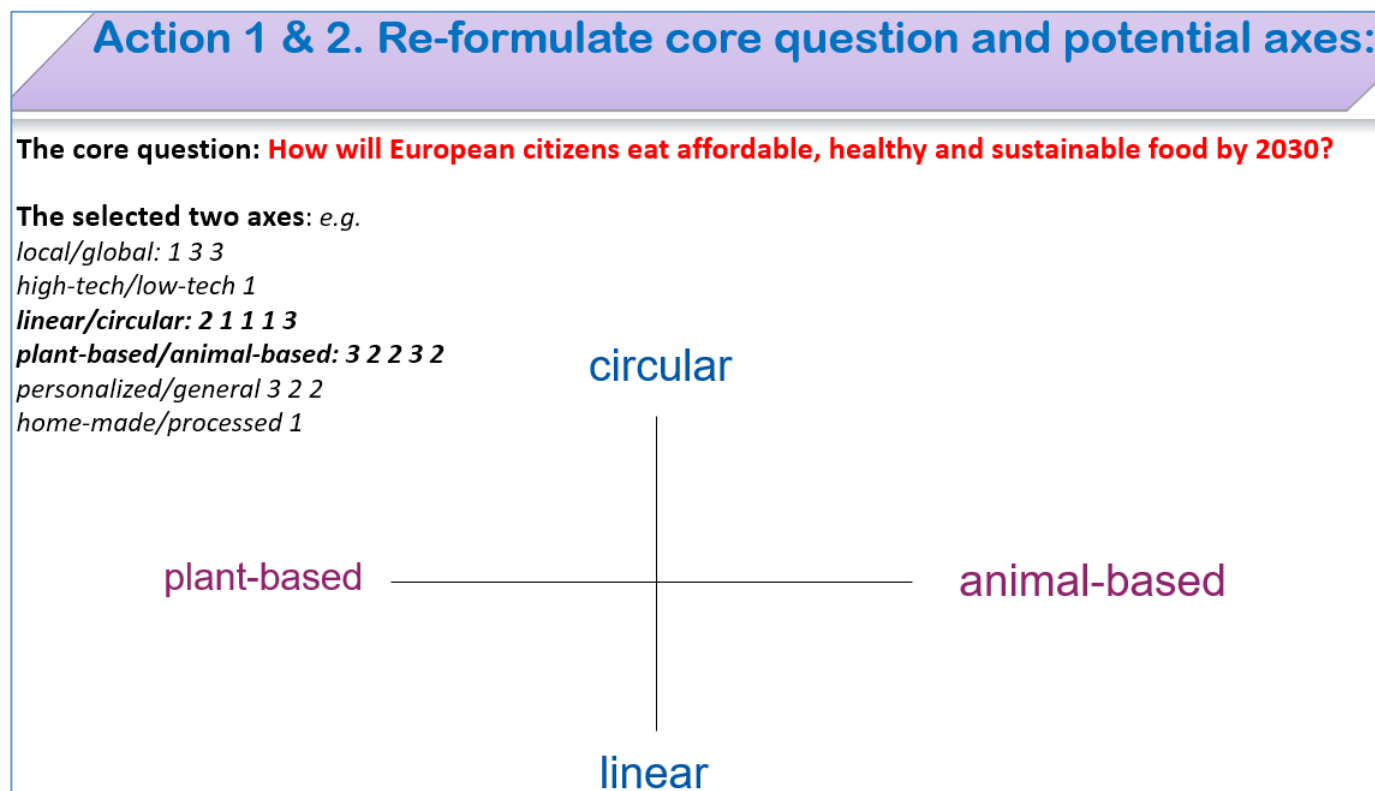 Action 1 & 2. Re-formulate core question and potential axes:
The core question: How will European citizens eat affordable, healthy and sustainable food by 2030?
The selected two axes: e.g.
local/global: 1 3 3
high-tech/low-tech 1
linear/circular: 2 1 1 1 3
plant-based/animal-based: 3 2 2 3 2
personalized/general 3 2 2
home-made/processed 1
circular
plant-based
animal-based
linear